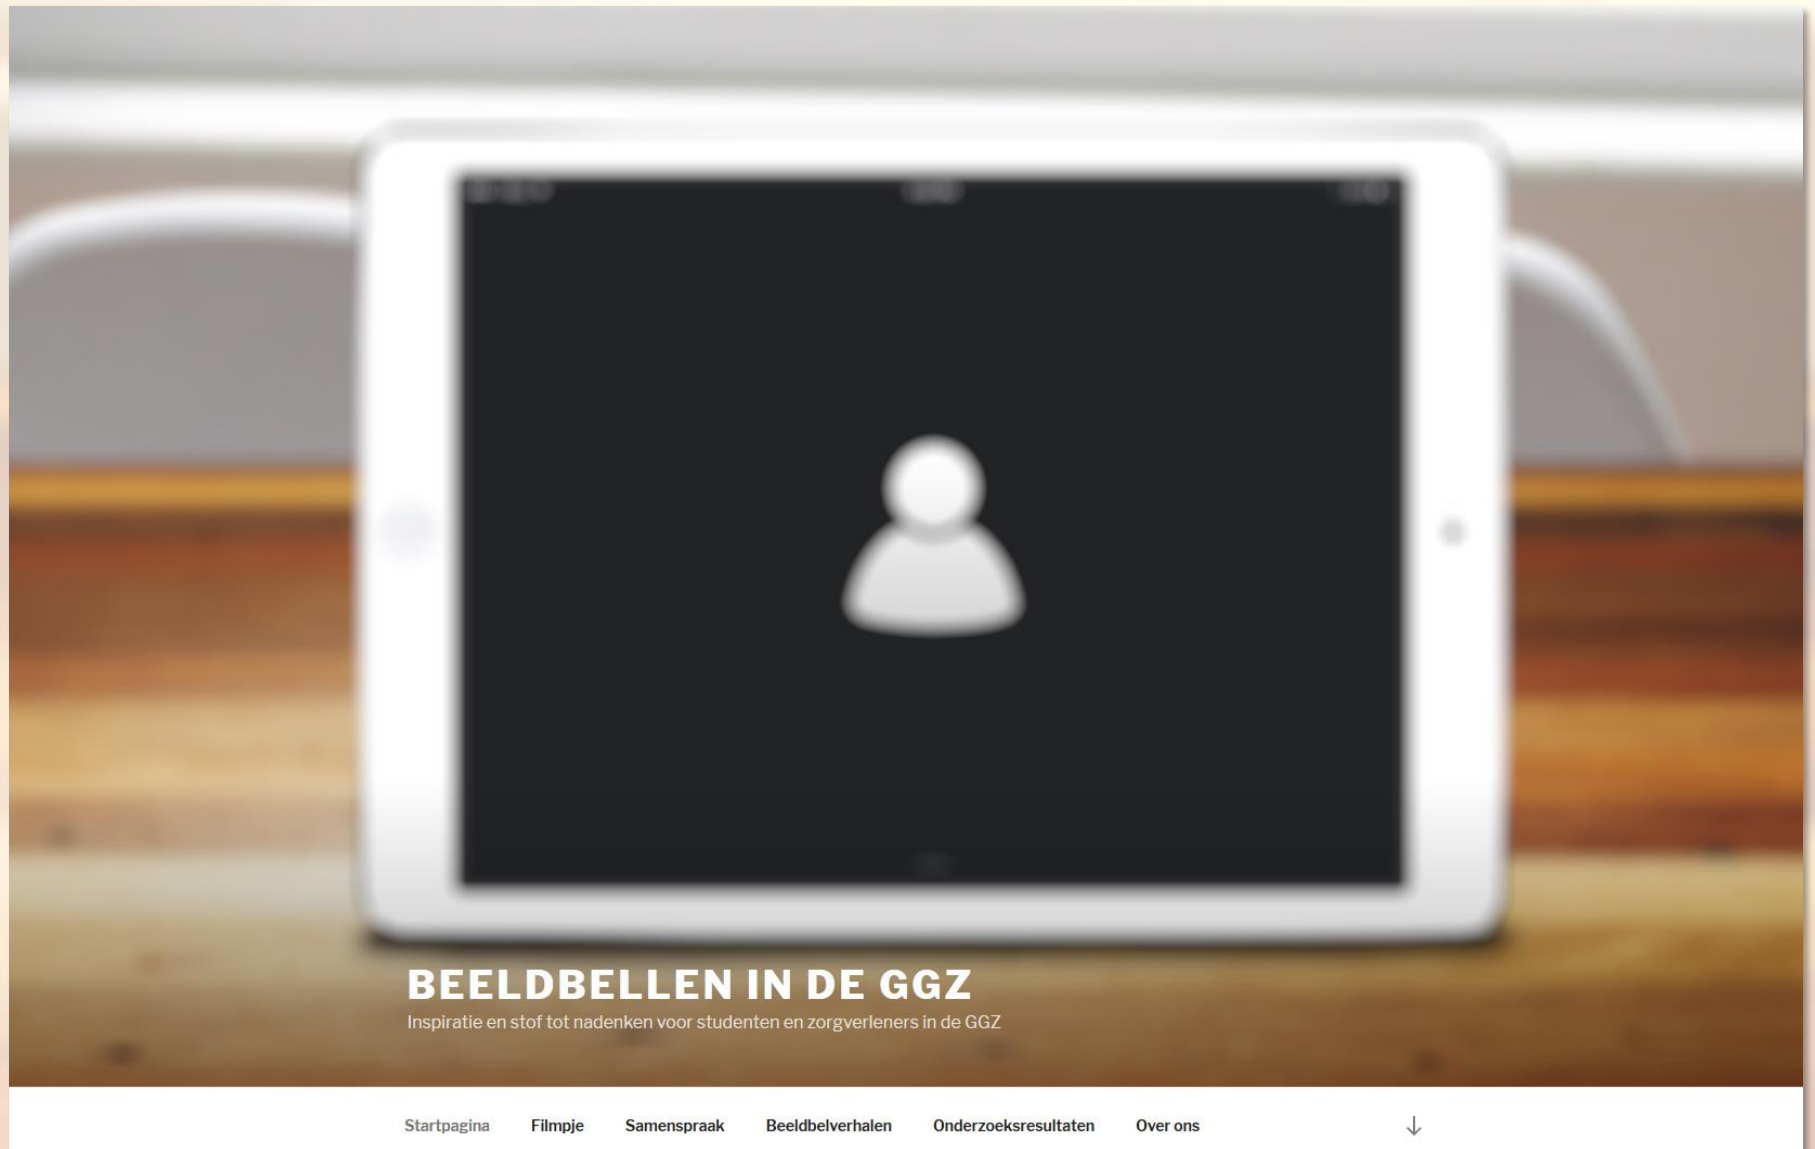 BEELDBELLEN IN DE GGZ
Inspiratie en stof tot nadenken voor studenten en zorgverleners in de GGZ
Startpagina Filmpje Samenspraak Beeldbelverhalen Onderzoeksresultaten Over ons